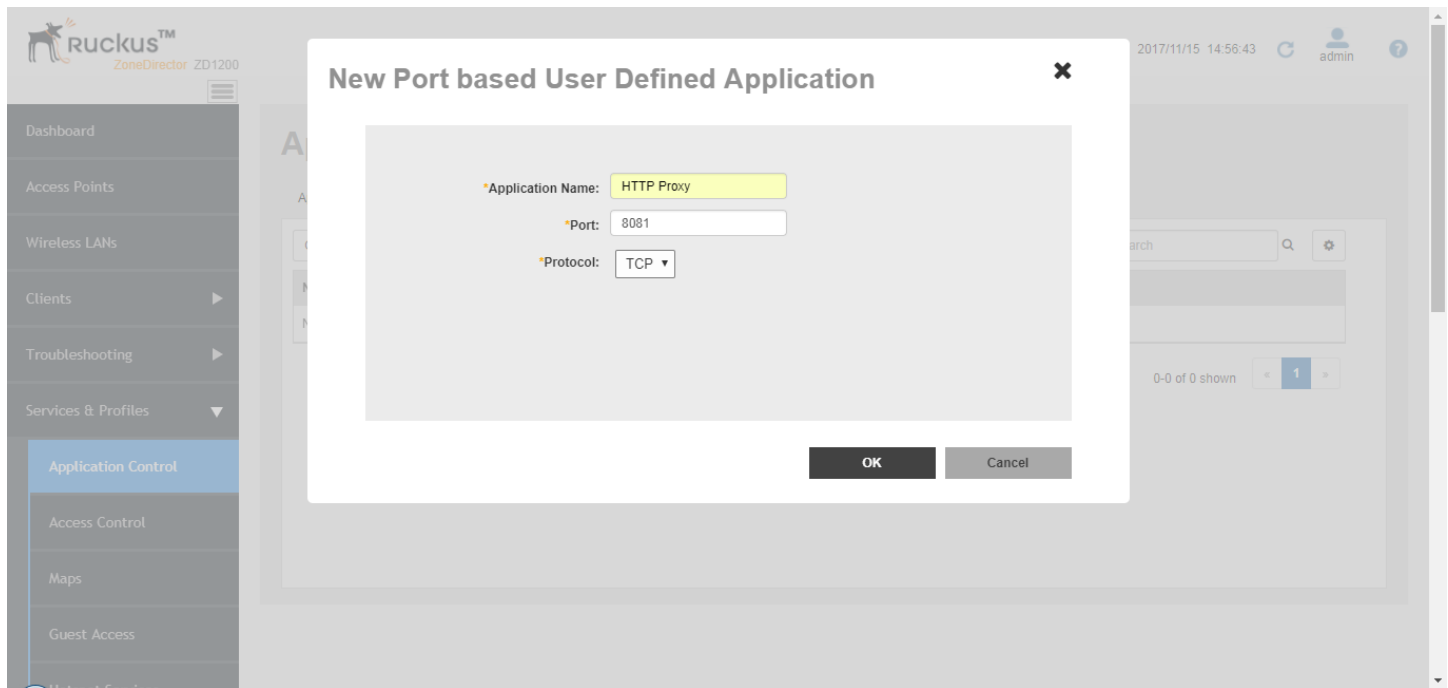 RUCKUS™
ZoneDirector ZD1200
2017/11/15 14:56:43
admin
New Port based User Defined Application
Dashboard
Access Points
Wireless LANs
Clients
Troubleshooting
Services & Profiles
Application Control
Access Control
Maps
Guest Access
*Application Name: HTTP Proxy
*Port: 8081
*Protocol: TCP
OK Cancel
0-0 of 0 shown « 1 »